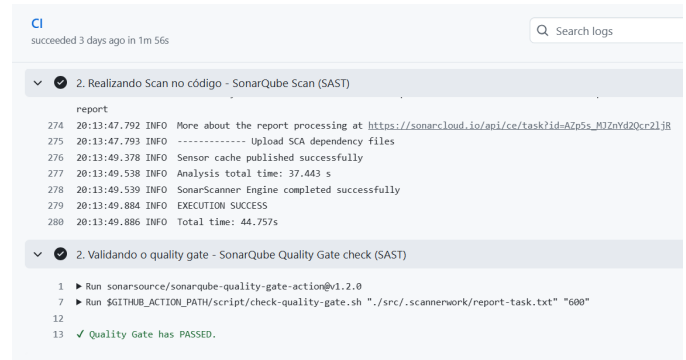 CI
succeeded 3 days ago in 1m 56s
Search logs
2. Realizando Scan no código - SonarQube Scan (SAST)
report
274 20:13:47.792 INFO More about the report processing at https://sonarcloud.io/api/ce/task?id=AZp5s_MJZnYd2Qcr2ljR
275 20:13:47.793 INFO ------------- Upload SCA dependency files
276 20:13:49.378 INFO Sensor cache published successfully
277 20:13:49.538 INFO Analysis total time: 37.443 s
278 20:13:49.539 INFO SonarScanner Engine completed successfully
279 20:13:49.884 INFO EXECUTION SUCCESS
280 20:13:49.886 INFO Total time: 44.757s
2. Validando o quality gate - SonarQube Quality Gate check (SAST)
1 ▶ Run sonarsource/sonarqube-quality-gate-action@v1.2.0
7 ▶ Run $GITHUB_ACTION_PATH/script/check-quality-gate.sh "./src/.scannerwork/report-task.txt" "600"
12
13 ✓ Quality Gate has PASSED.